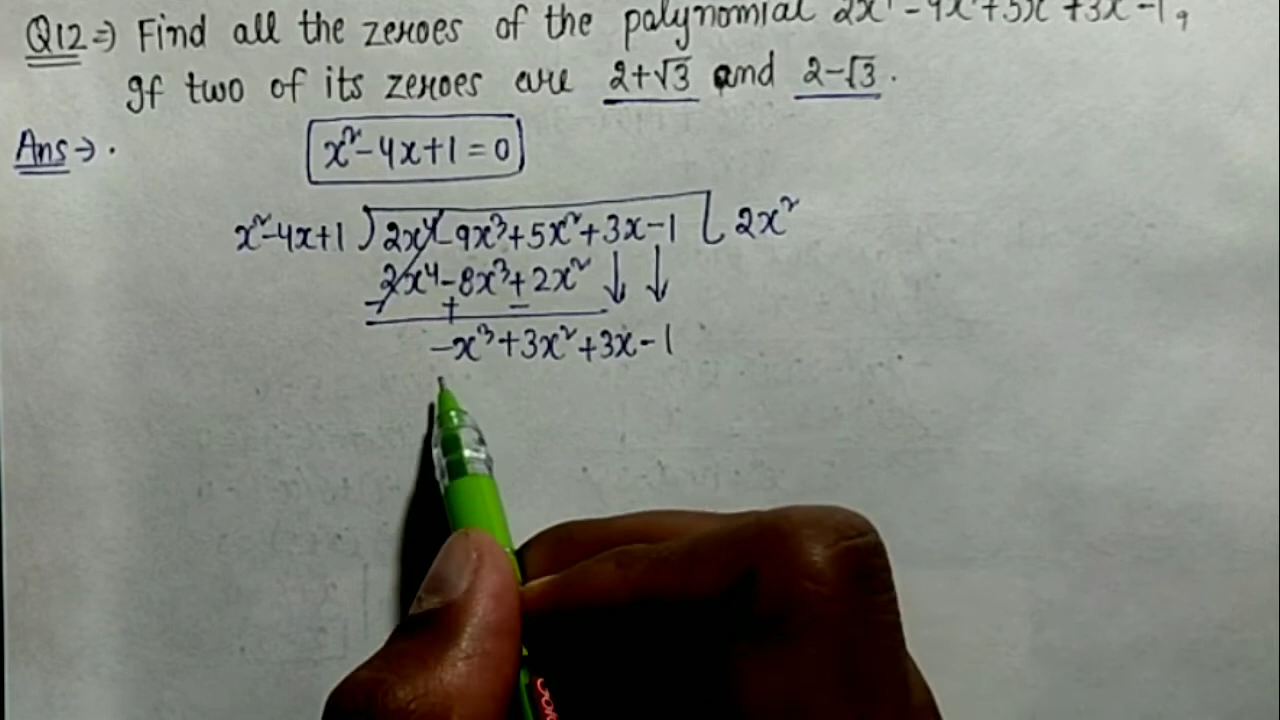 Q12⇒) Find all the zeroes of the polynomial 2x⁴-9x³+5x²+3x-1,
If two of its zeroes are 2+√3 and 2-√3.
Ans→.
x²-4x+1=0
x²-4x+1 ) 2x⁴-9x³+5x²+3x-1 ( 2x²
2x⁴-8x³+2x² ↓ ↓
- + -
-x³+3x²+3x-1